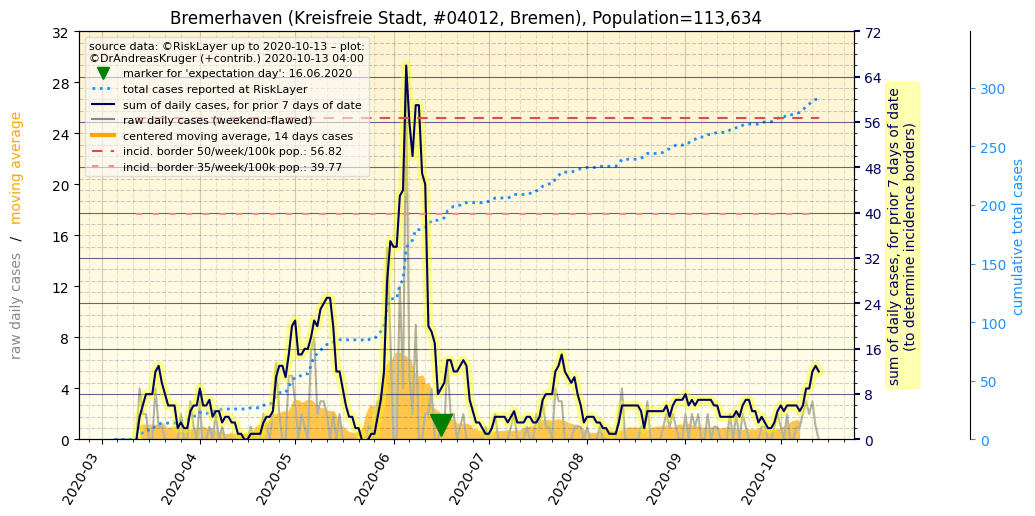 Bremerhaven (Kreisfreie Stadt, #04012, Bremen), Population=113,634
source data: ©RiskLayer up to 2020-10-13 – plot:
©DrAndreasKruger (+contrib.) 2020-10-13 04:00
marker for 'expectation day': 16.06.2020
total cases reported at RiskLayer
sum of daily cases, for prior 7 days of date
raw daily cases (weekend-flawed)
centered moving average, 14 days cases
incid. border 50/week/100k pop.: 56.82
incid. border 35/week/100k pop.: 39.77
raw daily cases / moving average
32
28
24
20
16
12
8
4
0
2020-03
2020-04
2020-05
2020-06
2020-07
2020-08
2020-09
2020-10
72
64
56
48
40
32
24
16
8
0
sum of daily cases, for prior 7 days of date
(to determine incidence borders)
300
250
200
150
100
50
0
cumulative total cases